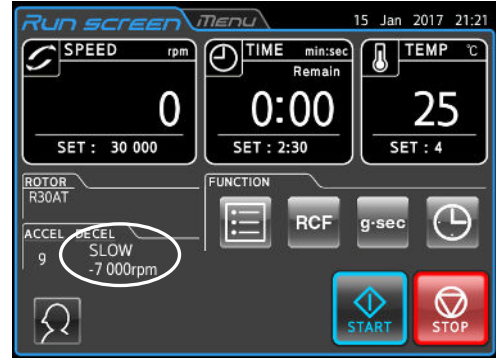 Run screen MENU 15 Jan 2017 21:21
SPEED rpm
0
SET : 30 000
TIME min:sec
Remain
0:00
SET : 2:30
TEMP °C
25
SET : 4
ROTOR
R30AT
ACCEL DECEL
9 SLOW
-7 000rpm
FUNCTION
RCF g·sec
START STOP